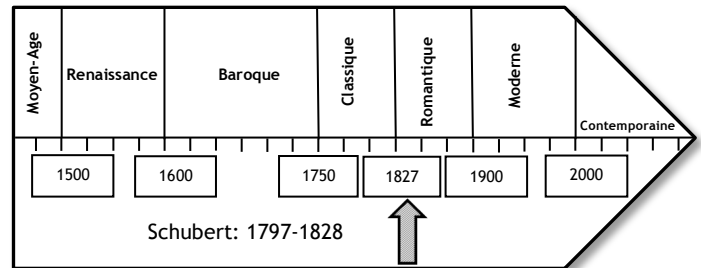 Moyen-Age
Renaissance
Baroque
Classique
Romantique
Moderne
Contemporaine
1500
1600
1750
1827
1900
2000
Schubert: 1797-1828